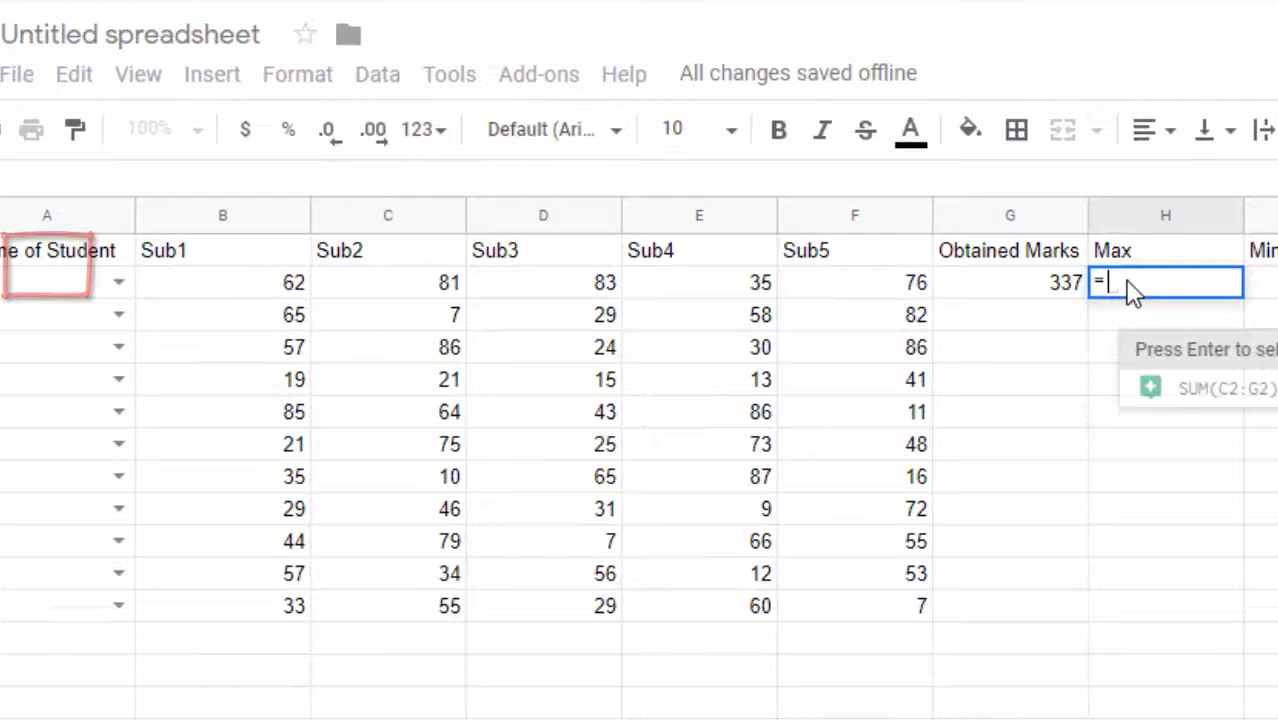 Untitled spreadsheet
File Edit View Insert Format Data Tools Add-ons Help All changes saved offline
100% $ % .0 .00 123 Default (Ari... 10 B I S A
A B C D E F G H
me of Student Sub1 Sub2 Sub3 Sub4 Sub5 Obtained Marks Max Min
62 81 83 35 76 337 =
65 7 29 58 82
57 86 24 30 86
Press Enter to sel
19 21 15 13 41
SUM(C2:G2)
85 64 43 86 11
21 75 25 73 48
35 10 65 87 16
29 46 31 9 72
44 79 7 66 55
57 34 56 12 53
33 55 29 60 7